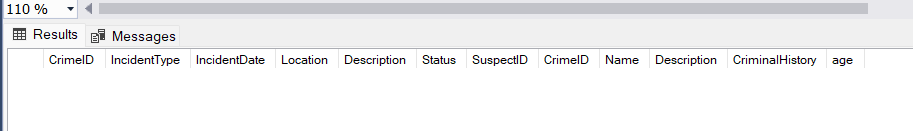 110 %
Results Messages
CrimeID IncidentType IncidentDate Location Description Status SuspectID CrimeID Name Description CriminalHistory age